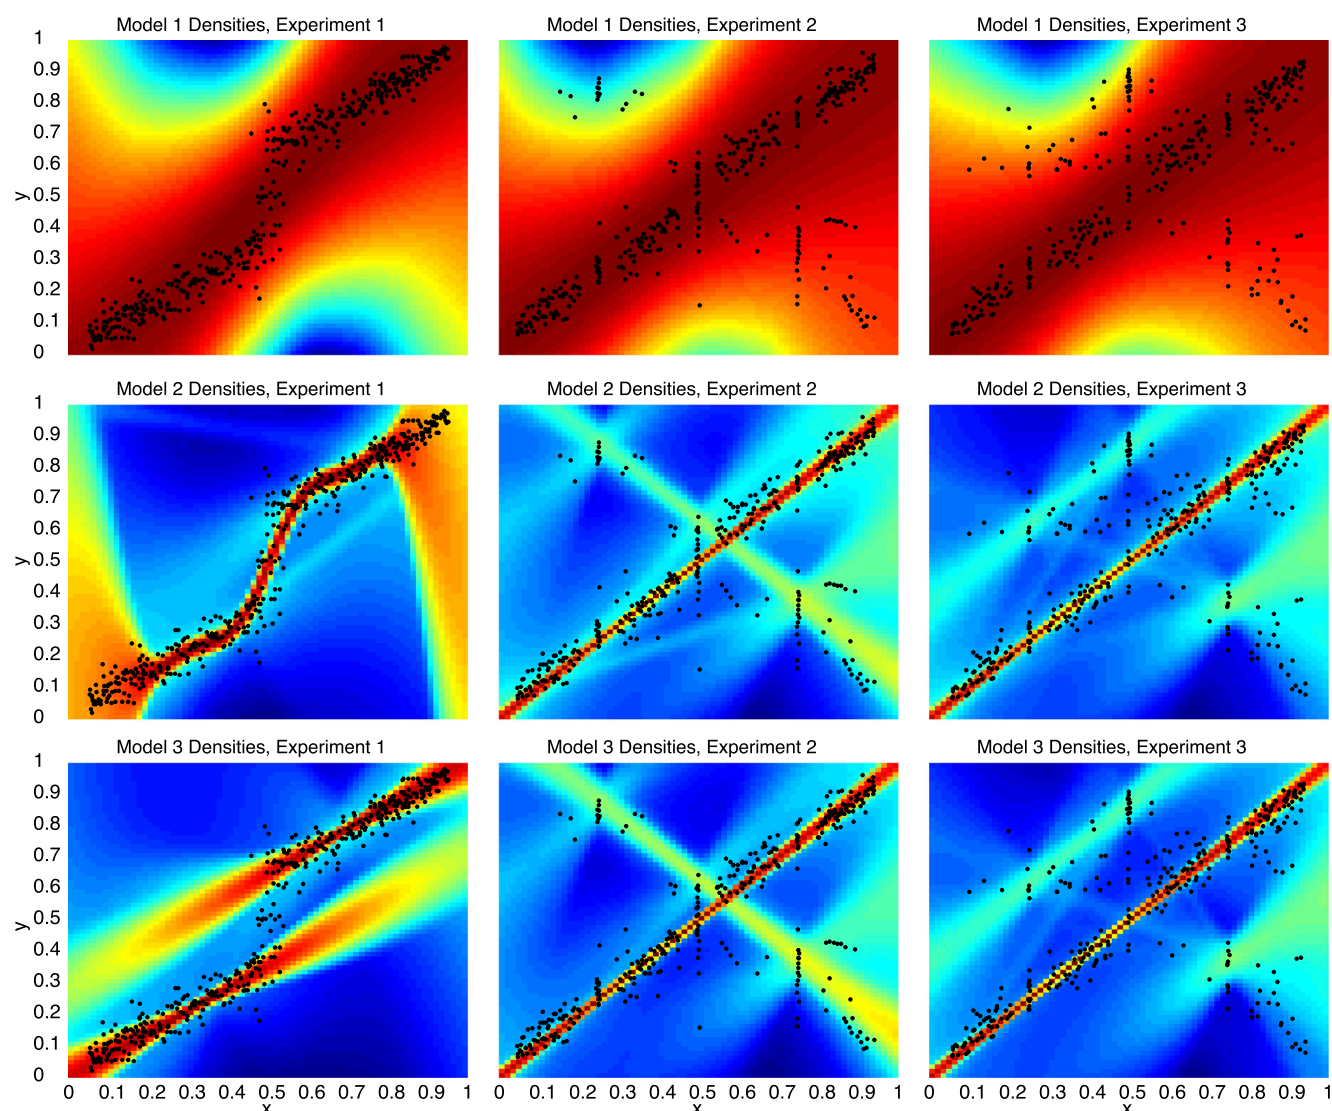 Model 1 Densities, Experiment 1
Model 1 Densities, Experiment 2
Model 1 Densities, Experiment 3
1
0.9
0.8
0.7
0.6
y 0.5
0.4
0.3
0.2
0.1
0
Model 2 Densities, Experiment 1
Model 2 Densities, Experiment 2
Model 2 Densities, Experiment 3
1
0.9
0.8
0.7
0.6
y 0.5
0.4
0.3
0.2
0.1
0
Model 3 Densities, Experiment 1
Model 3 Densities, Experiment 2
Model 3 Densities, Experiment 3
1
0.9
0.8
0.7
0.6
y 0.5
0.4
0.3
0.2
0.1
0
0 0.1 0.2 0.3 0.4 0.5 0.6 0.7 0.8 0.9 1
0 0.1 0.2 0.3 0.4 0.5 0.6 0.7 0.8 0.9 1
0 0.1 0.2 0.3 0.4 0.5 0.6 0.7 0.8 0.9 1
x
x
x